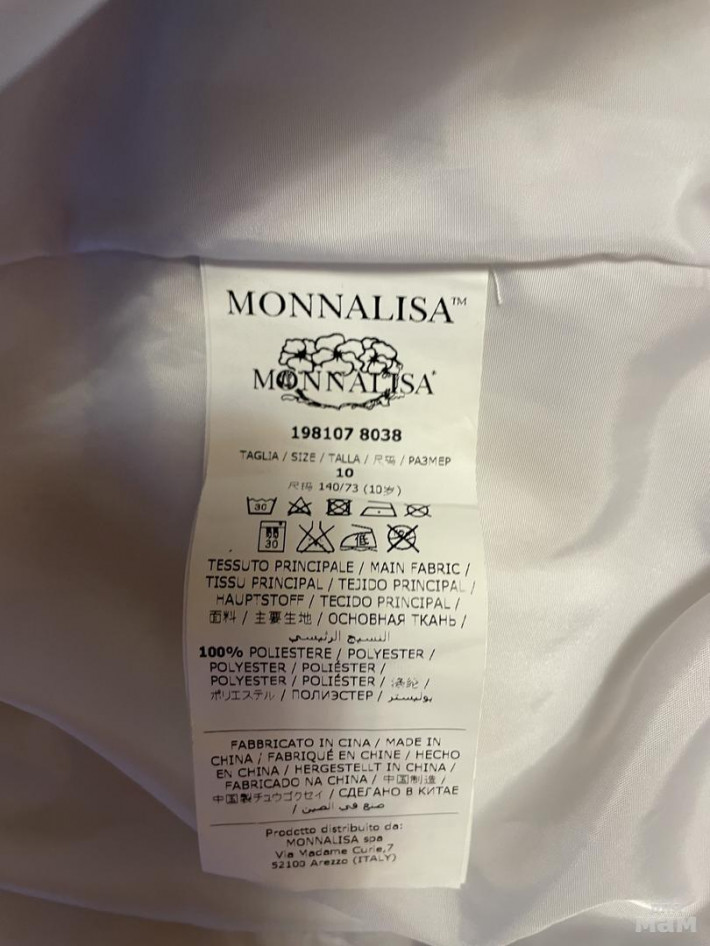 MONNALISA™
MONNALISA®
198107 8038
TAGLIA / SIZE / TALLA / 尺码 / РАЗМЕР
10
尺码 140/73 (10岁)
30
30 低
TESSUTO PRINCIPALE / MAIN FABRIC /
TISSU PRINCIPAL / TEJIDO PRINCIPAL /
HAUPTSTOFF / TECIDO PRINCIPAL /
面料 / 主要生地 / ОСНОВНАЯ ТКАНЬ /
النسيج الرئيسي
100% POLIESTERE / POLYESTER /
POLYESTER / POLIÉSTER /
POLYESTER / POLIÉSTER / 涤纶 /
ポリエステル / ПОЛИЭСТЕР / بوليستر
FABBRICATO IN CINA / MADE IN
CHINA / FABRIQUÉ EN CHINE / HECHO
EN CHINA / HERGESTELLT IN CHINA /
FABRICADO NA CHINA / 中国制造 /
中国製チュウゴクセイ / СДЕЛАНО В КИТАЕ
/ صنع في الصين
Prodotto distribuito da:
MONNALISA spa
Via Madame Curie,7
52100 Arezzo (ITALY)
мам